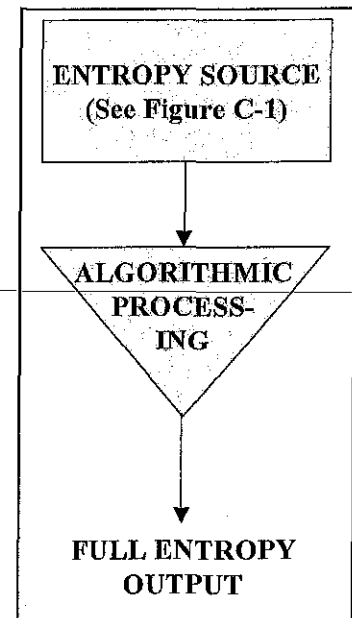 ENTROPY SOURCE
(See Figure C-1)
ALGORITHMIC
PROCESS-
ING
FULL ENTROPY
OUTPUT